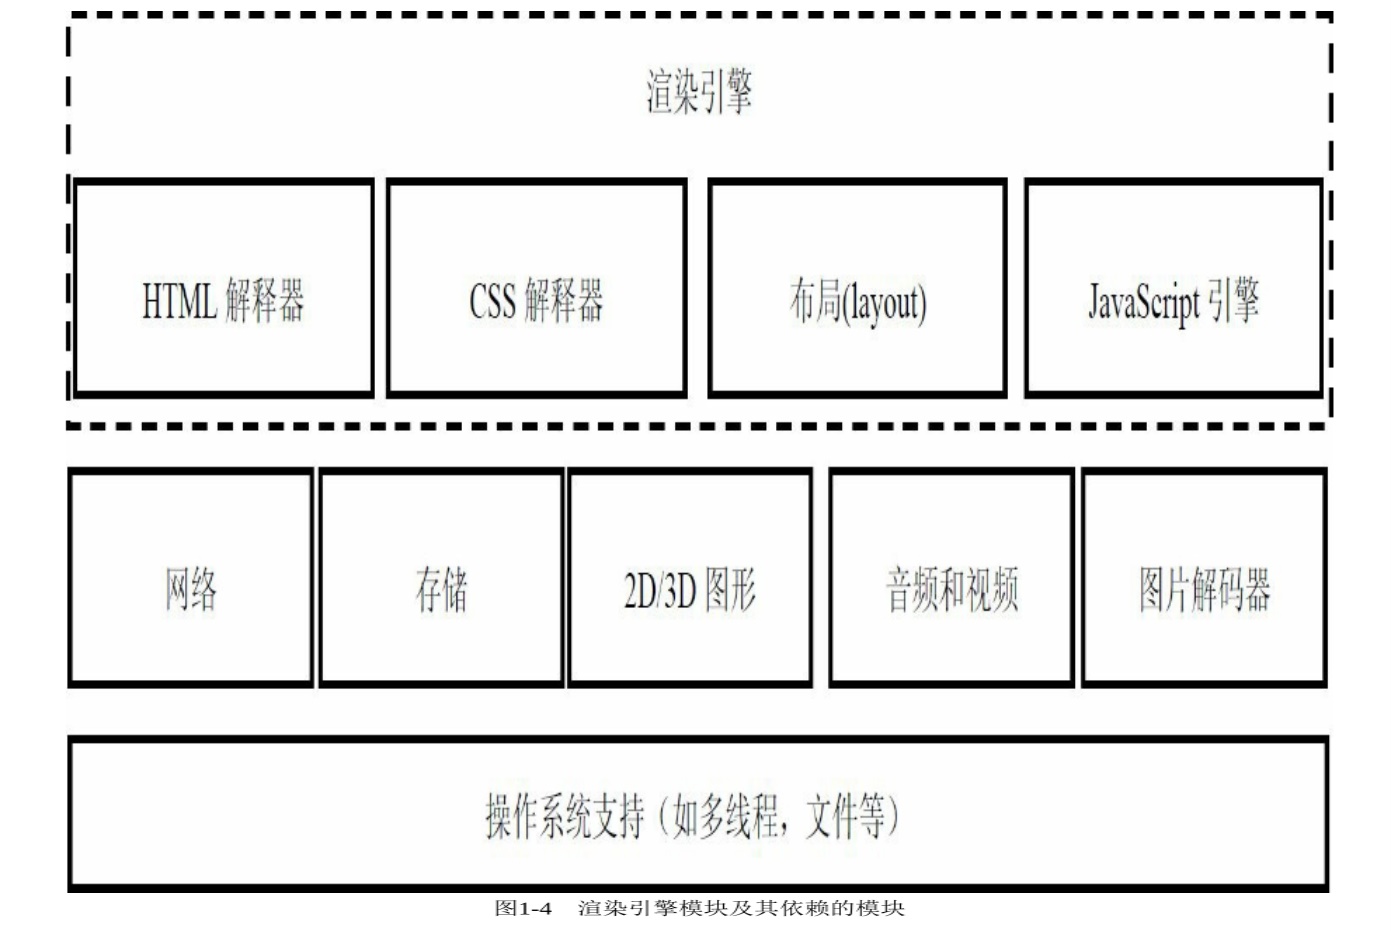 渲染引擎
HTML 解释器
CSS 解释器
布局(layout)
JavaScript 引擎
网络
存储
2D/3D 图形
音频和视频
图片解码器
操作系统支持（如多线程，文件等）
图1-4　渲染引擎模块及其依赖的模块